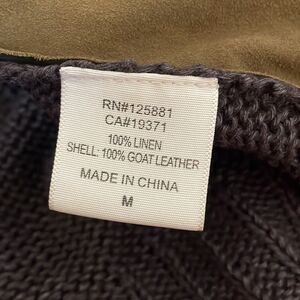 RN#125881
CA#19371
100% LINEN
SHELL: 100% GOAT LEATHER
MADE IN CHINA
M